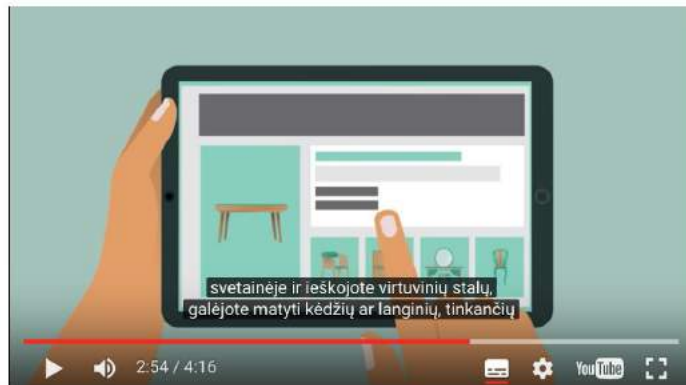 svetainėje ir ieškojote virtuvinių stalų,
galėjote matyti kėdžių ar langinių, tinkančių
2:54 / 4:16
YouTube